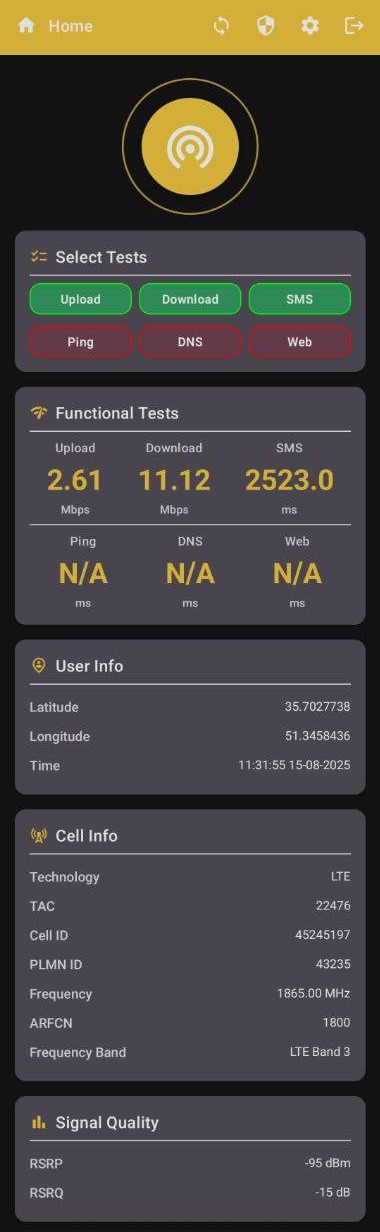 Home
Select Tests
Upload Download SMS
Ping DNS Web
Functional Tests
Upload Download SMS
2.61 11.12 2523.0
Mbps Mbps ms
Ping DNS Web
N/A N/A N/A
ms ms ms
User Info
Latitude 35.7027738
Longitude 51.3458436
Time 11:31:55 15-08-2025
Cell Info
Technology LTE
TAC 22476
Cell ID 45245197
PLMN ID 43235
Frequency 1865.00 MHz
ARFCN 1800
Frequency Band LTE Band 3
Signal Quality
RSRP -95 dBm
RSRQ -15 dB